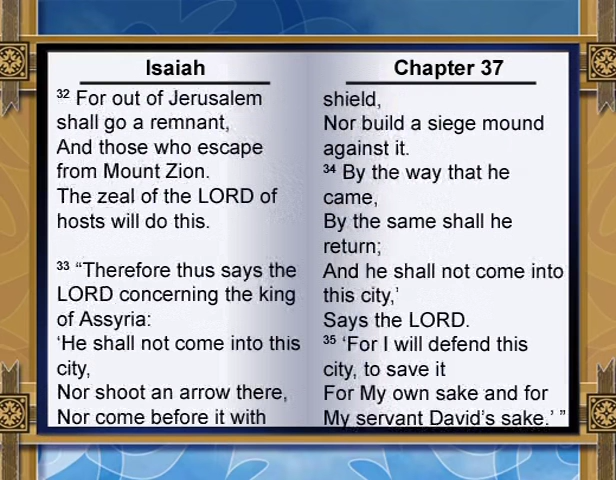 Isaiah
³² For out of Jerusalem
shall go a remnant,
And those who escape
from Mount Zion.
The zeal of the LORD of
hosts will do this.
³³ “Therefore thus says the
LORD concerning the king
of Assyria:
‘He shall not come into this
city,
Nor shoot an arrow there,
Nor come before it with
Chapter 37
shield,
Nor build a siege mound
against it.
³⁴ By the way that he
came,
By the same shall he
return;
And he shall not come into
this city,’
Says the LORD.
³⁵ ‘For I will defend this
city, to save it
For My own sake and for
My servant David’s sake.’ ”